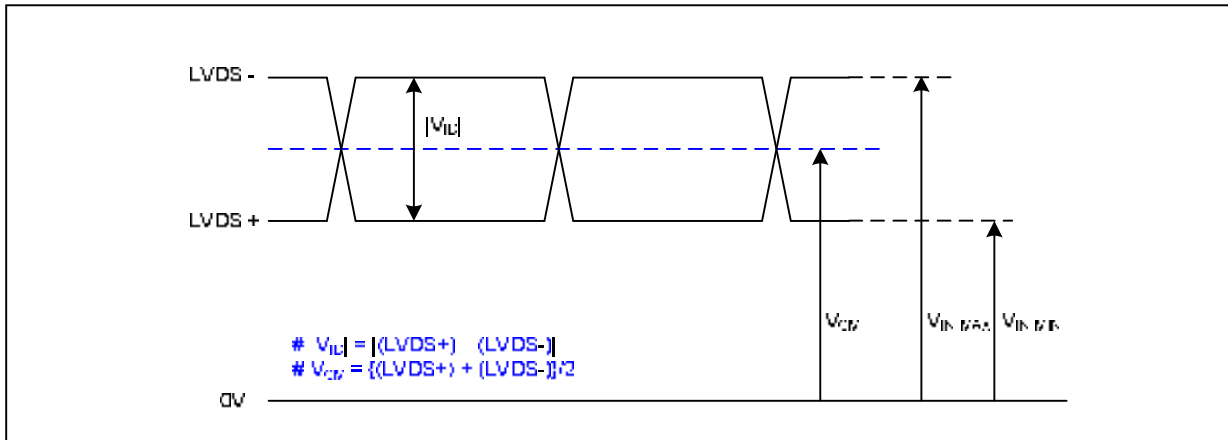 LVDS -
|VID|
LVDS +
VCM
VIN MAX
VIN MIN
# |VID| = |(LVDS+) (LVDS-)|
# VCM = {(LVDS+) + (LVDS-)}/2
0V